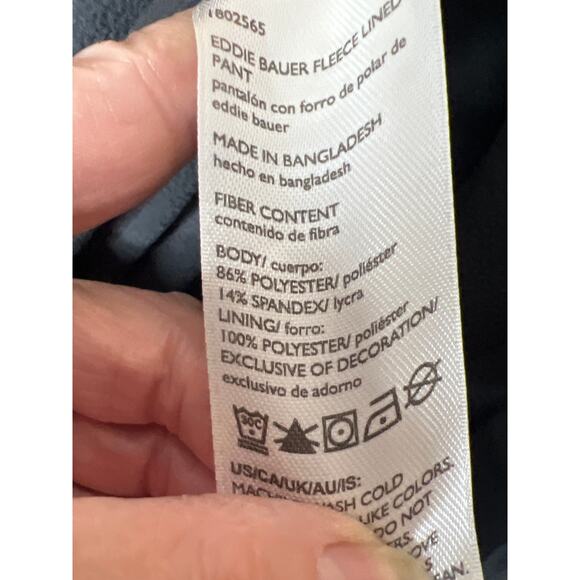 1802565
EDDIE BAUER FLEECE LINED
PANT
pantalón con forro de polar de
eddie bauer
MADE IN BANGLADESH
hecho en bangladesh
FIBER CONTENT
contenido de fibra
BODY/ cuerpo:
86% POLYESTER/ poliéster
14% SPANDEX/ lycra
LINING/ forro:
100% POLYESTER/ poliéster
EXCLUSIVE OF DECORATION/
exclusivo de adorno
30C
US/CA/UK/AU/IS:
COLD
LIKE COLORS.
DO NOT